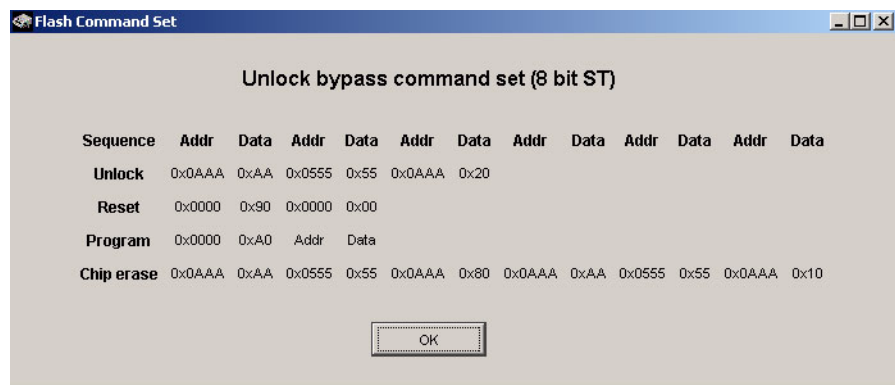 Flash Command Set
Unlock bypass command set (8 bit ST)
Sequence Addr Data Addr Data Addr Data Addr Data Addr Data Addr Data
Unlock 0x0AAA 0xAA 0x0555 0x55 0x0AAA 0x20
Reset 0x0000 0x90 0x0000 0x00
Program 0x0000 0xA0 Addr Data
Chip erase 0x0AAA 0xAA 0x0555 0x55 0x0AAA 0x80 0x0AAA 0xAA 0x0555 0x55 0x0AAA 0x10
OK